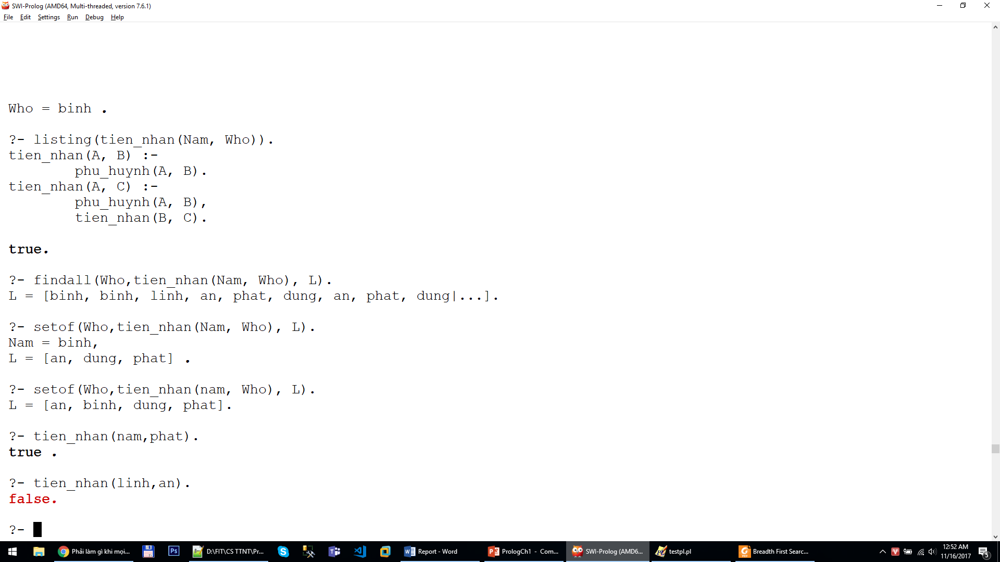 SWI-Prolog (AMD64, Multi-threaded, version 7.6.1)
File Edit Settings Run Debug Help
Who = binh .
?- listing(tien_nhan(Nam, Who)).
tien_nhan(A, B) :-
phu_huynh(A, B).
tien_nhan(A, C) :-
phu_huynh(A, B),
tien_nhan(B, C).
true.
?- findall(Who,tien_nhan(Nam, Who), L).
L = [binh, binh, linh, an, phat, dung, an, phat, dung|...].
?- setof(Who,tien_nhan(Nam, Who), L).
Nam = binh,
L = [an, dung, phat] .
?- setof(Who,tien_nhan(nam, Who), L).
L = [an, binh, dung, phat].
?- tien_nhan(nam,phat).
true .
?- tien_nhan(linh,an).
false.
?-
Phải làm gì khi mọi... Ps D:\FIT\CS TTNT\Pr... Report - Word PrologCh1 - Com... SWI-Prolog (AMD6... testpl.pl Breadth First Searc... 12:52 AM
11/16/2017 5